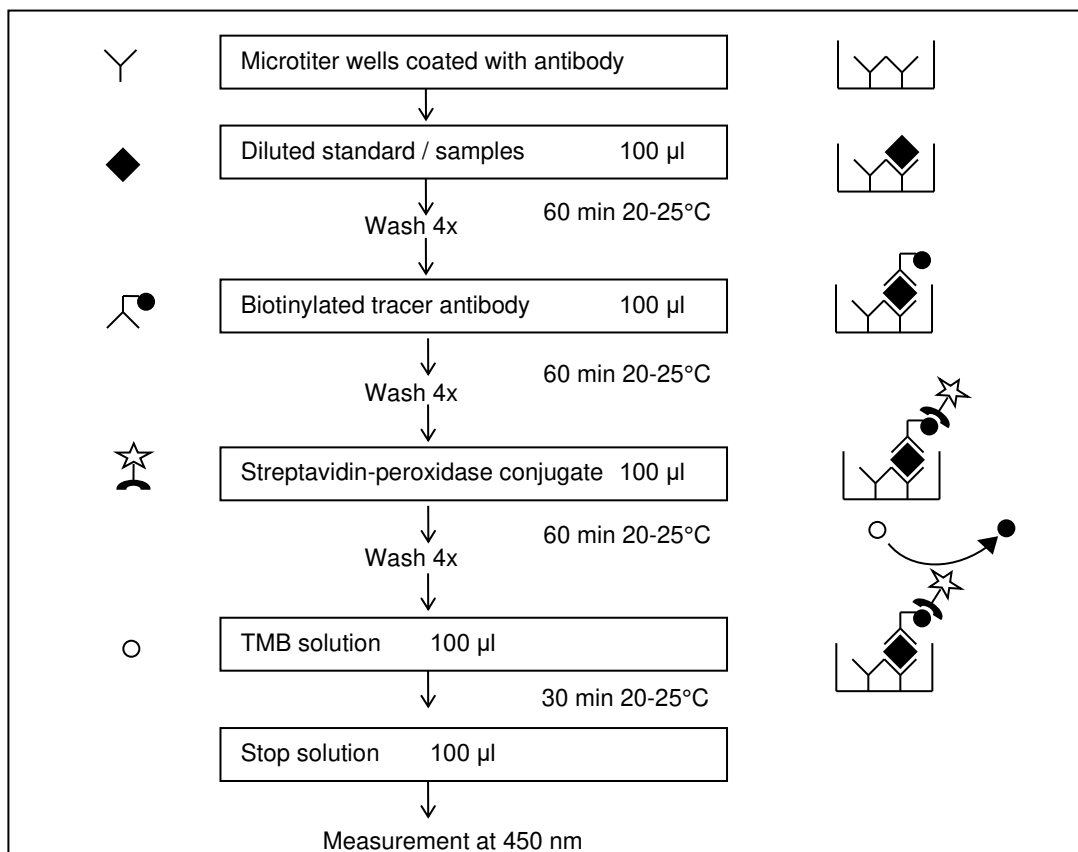 Microtiter wells coated with antibody
Diluted standard / samples 100 µl
60 min 20-25°C
Wash 4x
Biotinylated tracer antibody 100 µl
60 min 20-25°C
Wash 4x
Streptavidin-peroxidase conjugate 100 µl
60 min 20-25°C
Wash 4x
TMB solution 100 µl
30 min 20-25°C
Stop solution 100 µl
Measurement at 450 nm